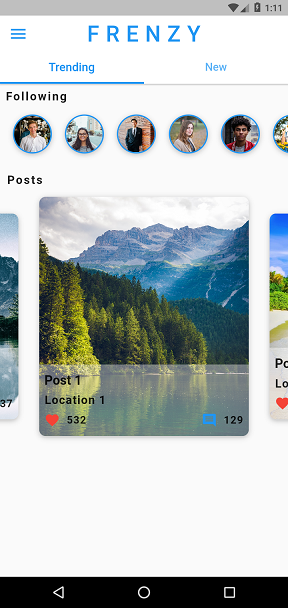 1:11
FRENZY
Trending
New
Following
Posts
Post 1
Location 1
532
129
37
Po
Lo